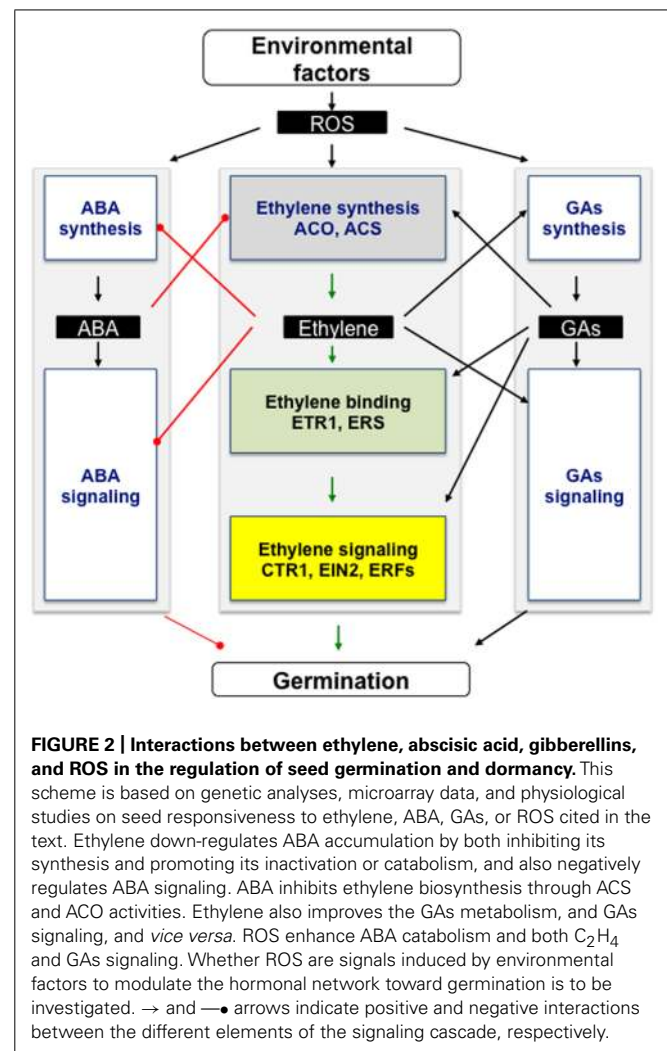 Environmental
factors
ROS
ABA
synthesis
Ethylene synthesis
ACO, ACS
GAs
synthesis
ABA
Ethylene
GAs
Ethylene binding
ETR1, ERS
ABA
signaling
GAs
signaling
Ethylene signaling
CTR1, EIN2, ERFs
Germination
FIGURE 2 | Interactions between ethylene, abscisic acid, gibberellins,
and ROS in the regulation of seed germination and dormancy. This
scheme is based on genetic analyses, microarray data, and physiological
studies on seed responsiveness to ethylene, ABA, GAs, or ROS cited in the
text. Ethylene down-regulates ABA accumulation by both inhibiting its
synthesis and promoting its inactivation or catabolism, and also negatively
regulates ABA signaling. ABA inhibits ethylene biosynthesis through ACS
and ACO activities. Ethylene also improves the GAs metabolism, and GAs
signaling, and vice versa. ROS enhance ABA catabolism and both C₂H₄
and GAs signaling. Whether ROS are signals induced by environmental
factors to modulate the hormonal network toward germination is to be
investigated. → and —● arrows indicate positive and negative interactions
between the different elements of the signaling cascade, respectively.